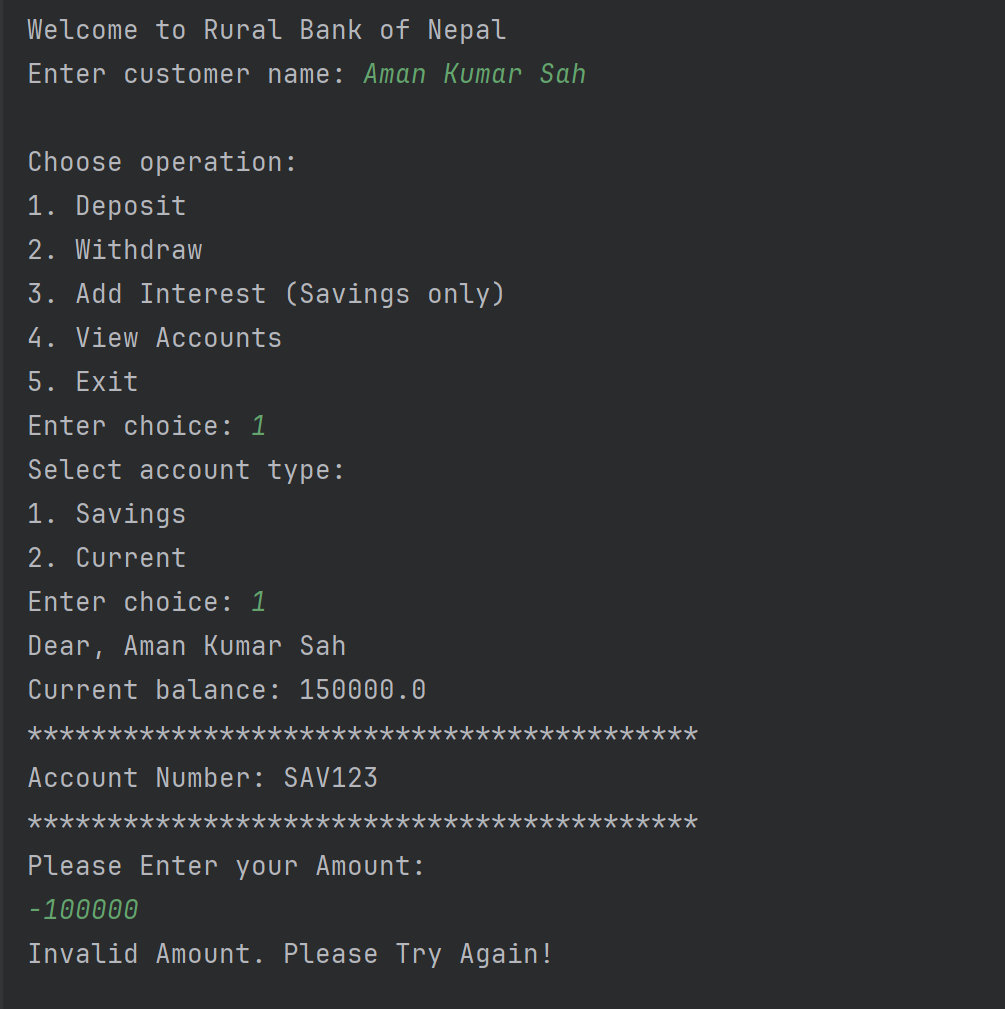 Welcome to Rural Bank of Nepal
Enter customer name: Aman Kumar Sah
Choose operation:
1. Deposit
2. Withdraw
3. Add Interest (Savings only)
4. View Accounts
5. Exit
Enter choice: 1
Select account type:
1. Savings
2. Current
Enter choice: 1
Dear, Aman Kumar Sah
Current balance: 150000.0
******************************************
Account Number: SAV123
******************************************
Please Enter your Amount:
-100000
Invalid Amount. Please Try Again!